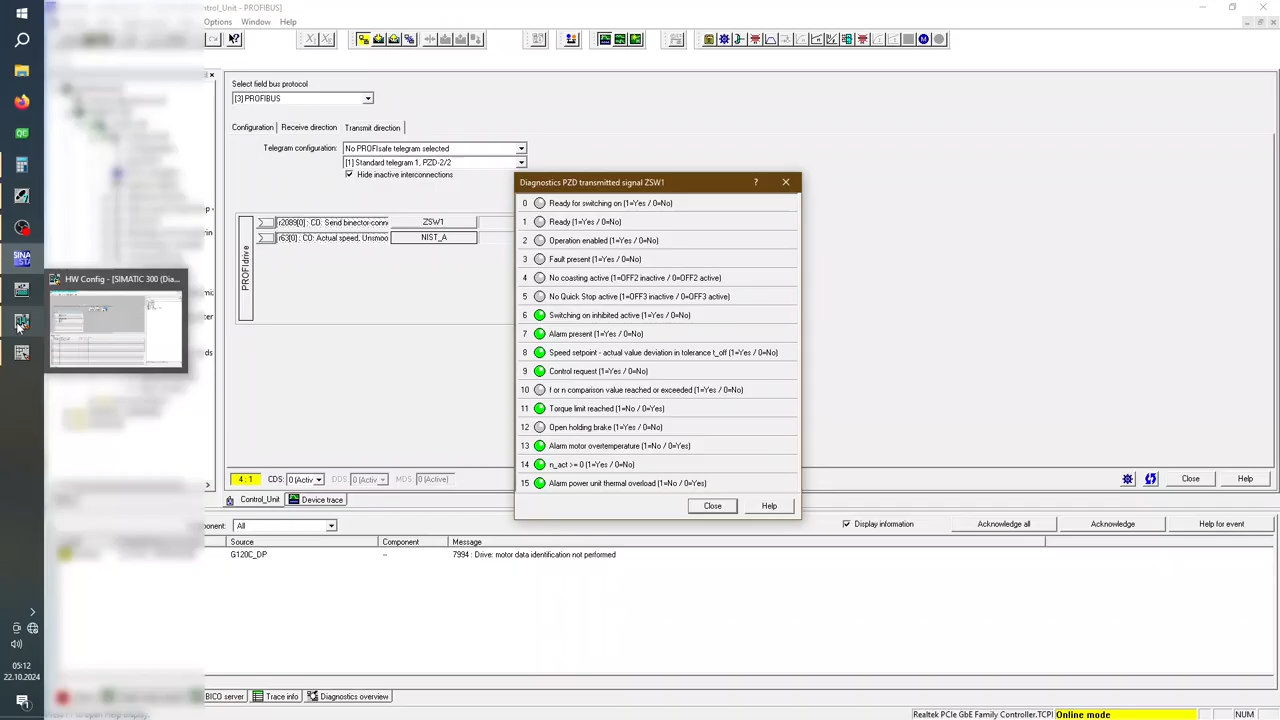 ntrol_Unit - PROFIBUS]
Options Window Help
Select field bus protocol
[3] PROFIBUS
Configuration Receive direction Transmit direction
Telegram configuration: No PROFIsafe telegram selected
[1] Standard telegram 1, PZD-2/2
Hide inactive interconnections
PROFIdrive
r2089[0] : CO: Send binector-conn ZSW1
r63[0] : CO: Actual speed, Unsmoo NIST_A
Diagnostics PZD transmitted signal ZSW1
0 Ready for switching on (1=Yes / 0=No)
1 Ready (1=Yes / 0=No)
2 Operation enabled (1=Yes / 0=No)
3 Fault present (1=Yes / 0=No)
4 No coasting active (1=OFF2 inactive / 0=OFF2 active)
5 No Quick Stop active (1=OFF3 inactive / 0=OFF3 active)
6 Switching on inhibited active (1=Yes / 0=No)
7 Alarm present (1=Yes / 0=No)
8 Speed setpoint - actual value deviation in tolerance t_off (1=Yes / 0=No)
9 Control request (1=Yes / 0=No)
10 f or n comparison value reached or exceeded (1=Yes / 0=No)
11 Torque limit reached (1=No / 0=Yes)
12 Open holding brake (1=Yes / 0=No)
13 Alarm motor overtemperature (1=No / 0=Yes)
14 n_act >= 0 (1=Yes / 0=No)
15 Alarm power unit thermal overload (1=No / 0=Yes)
Close Help
HW Config - [SIMATIC 300 (Dia...
4 : 1 CDS: 0 (Activ DDS: 0 (Activ MDS: 0 (Active) Close Help
Control_Unit Device trace
onent: All Display information Acknowledge all Acknowledge Help for event
Source Component Message
G120C_DP -- 7994 : Drive: motor data identification not performed
BICO server Trace info Diagnostics overview
05:12
22.10.2024
Realtek PCIe GbE Family Controller.TCPI Online mode NUM